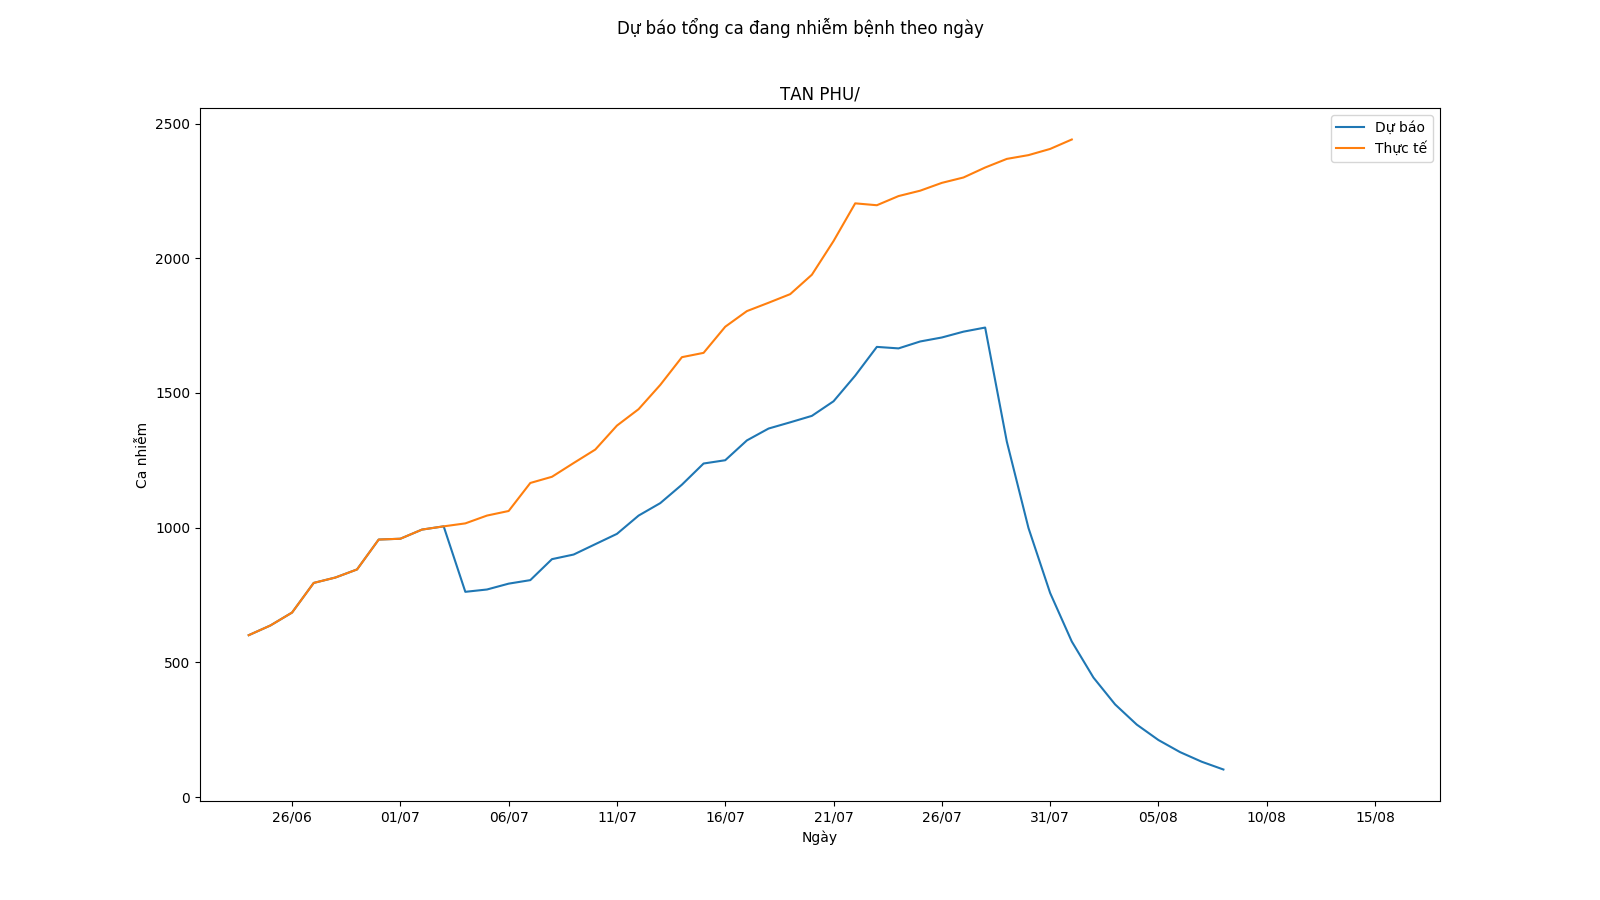 Dự báo tổng ca đang nhiễm bệnh theo ngày
TAN PHU/
Dự báo
Thực tế
2500
2000
1500
1000
500
0
Ca nhiễm
26/06 01/07 06/07 11/07 16/07 21/07 26/07 31/07 05/08 10/08 15/08
Ngày